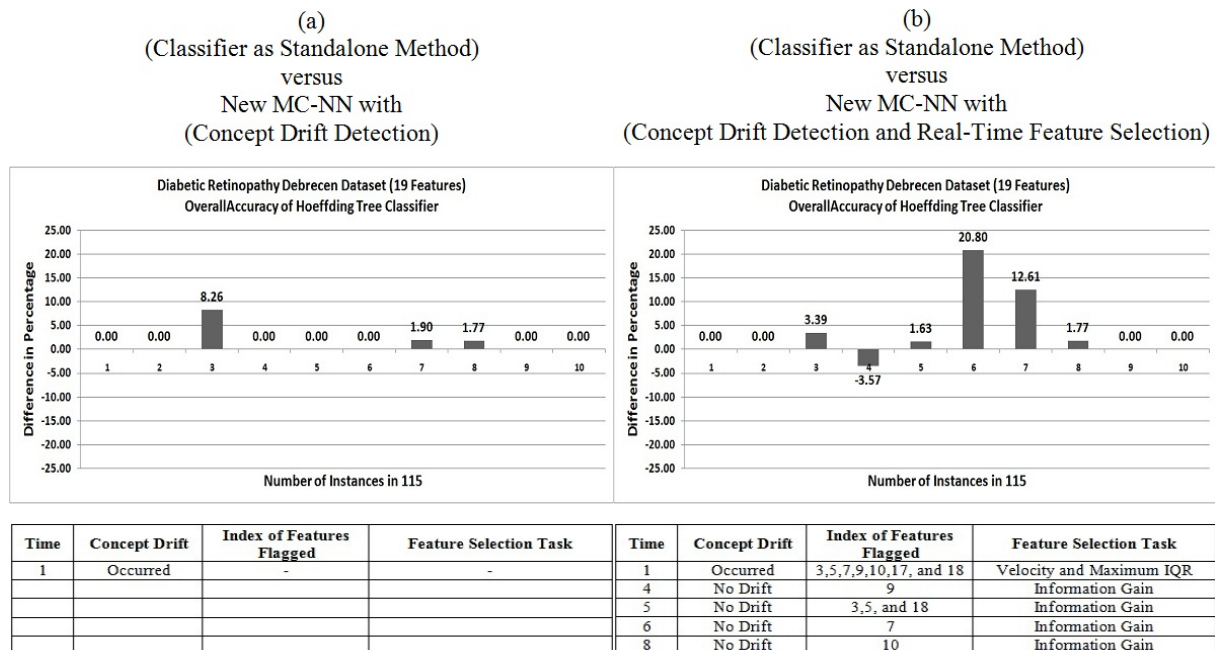 (a)
(Classifier as Standalone Method)
versus
New MC-NN with
(Concept Drift Detection)
Diabetic Retinopathy Debrecen Dataset (19 Features)
OverallAccuracy of Hoeffding Tree Classifier
Difference in Percentage
25.00
20.00
15.00
10.00
5.00
0.00
-5.00
-10.00
-15.00
-20.00
-25.00
0.00 0.00 8.26 0.00 0.00 0.00 1.90 1.77 0.00 0.00
1 2 3 4 5 6 7 8 9 10
Number of Instances in 115
Time Concept Drift Index of Features Flagged Feature Selection Task
1 Occurred - -
(b)
(Classifier as Standalone Method)
versus
New MC-NN with
(Concept Drift Detection and Real-Time Feature Selection)
Diabetic Retinopathy Debrecen Dataset (19 Features)
OverallAccuracy of Hoeffding Tree Classifier
Difference in Percentage
25.00
20.00
15.00
10.00
5.00
0.00
-5.00
-10.00
-15.00
-20.00
-25.00
0.00 0.00 3.39 -3.57 1.63 20.80 12.61 1.77 0.00 0.00
1 2 3 4 5 6 7 8 9 10
Number of Instances in 115
Time Concept Drift Index of Features Flagged Feature Selection Task
1 Occurred 3,5,7,9,10,17, and 18 Velocity and Maximum IQR
4 No Drift 9 Information Gain
5 No Drift 3,5, and 18 Information Gain
6 No Drift 7 Information Gain
8 No Drift 10 Information Gain